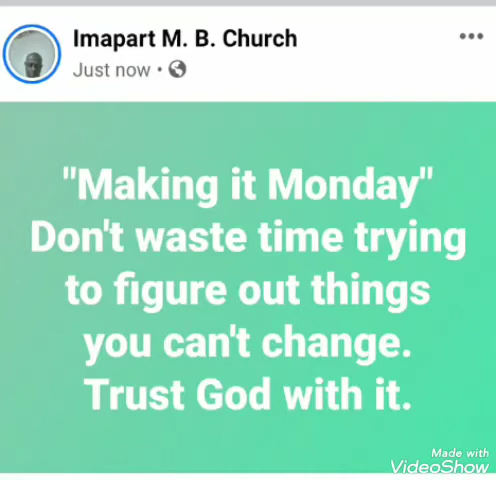 Imapart M. B. Church
Just now •
"Making it Monday"
Don't waste time trying
to figure out things
you can't change.
Trust God with it.
Made with
VideoShow